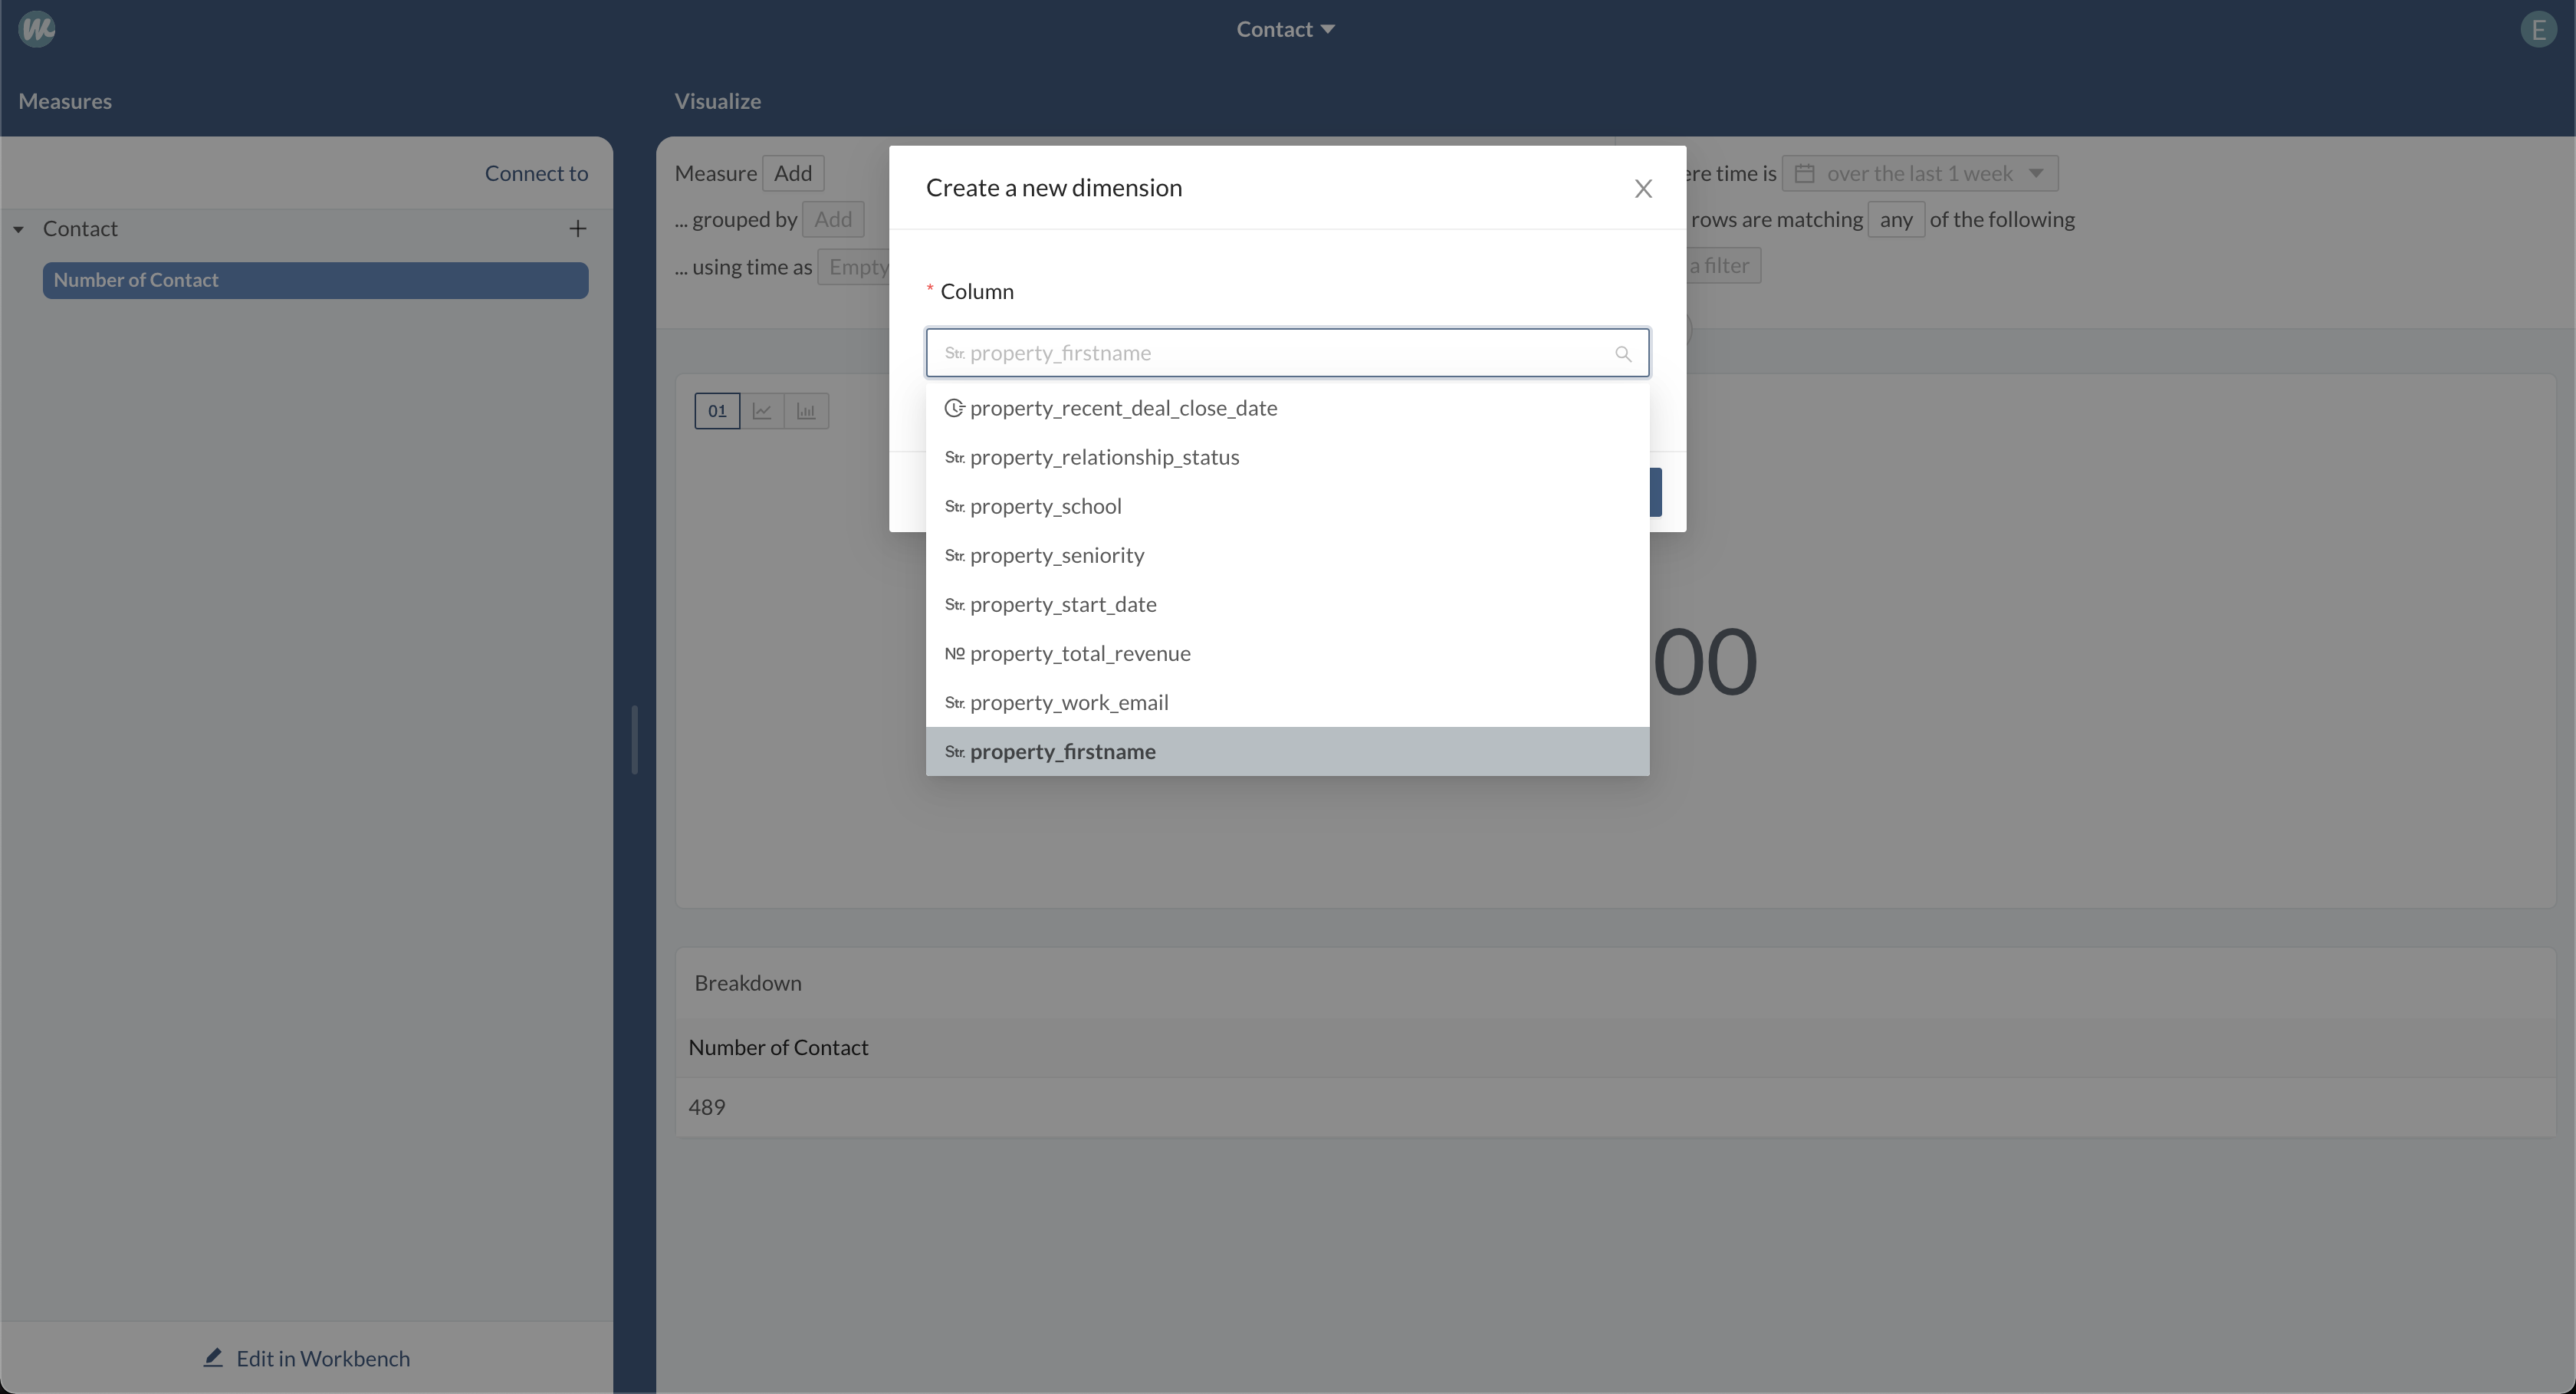 Contact
E
Measures
Visualize
Connect to
Contact
Number of Contact
Edit in Workbench
Measure Add
... grouped by Add
... using time as Empty
time is over the last 1 week
rows are matching any of the following
a filter
Create a new dimension
* Column
Str. property_firstname
property_recent_deal_close_date
Str. property_relationship_status
Str. property_school
Str. property_seniority
Str. property_start_date
№ property_total_revenue
Str. property_work_email
Str. property_firstname
01
00
Breakdown
Number of Contact
489